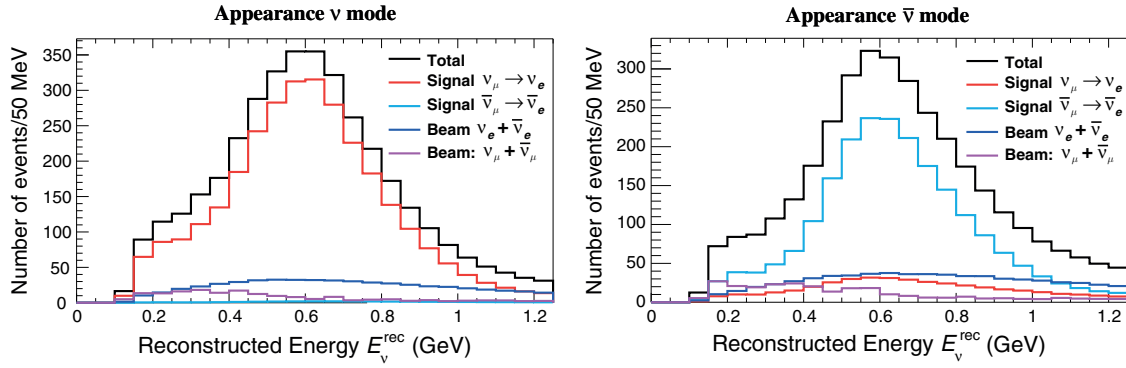 Appearance ν mode
350
300
250
200
150
100
50
0
0 0.2 0.4 0.6 0.8 1 1.2
Number of events/50 MeV
Reconstructed Energy E_ν^rec (GeV)
Total
Signal ν_μ → ν_e
Signal ν̄_μ → ν̄_e
Beam ν_e + ν̄_e
Beam: ν_μ + ν̄_μ
Appearance ν̄ mode
300
250
200
150
100
50
0
0 0.2 0.4 0.6 0.8 1 1.2
Number of events/50 MeV
Reconstructed Energy E_ν^rec (GeV)
Total
Signal ν_μ → ν_e
Signal ν̄_μ → ν̄_e
Beam ν_e + ν̄_e
Beam: ν_μ + ν̄_μ